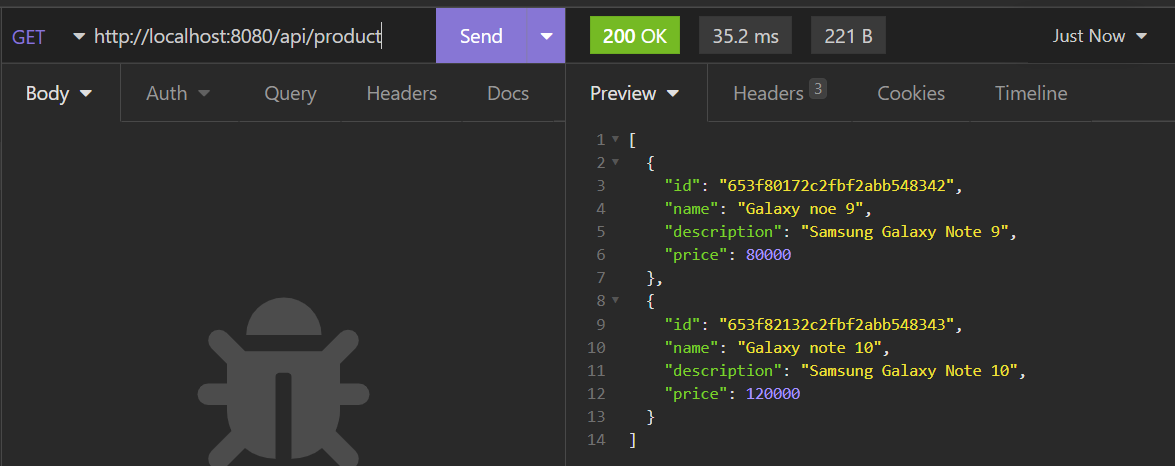 GET http://localhost:8080/api/product Send 200 OK 35.2 ms 221 B Just Now
Body Auth Query Headers Docs Preview Headers 3 Cookies Timeline
1 [
2 {
3 "id": "653f80172c2fbf2abb548342",
4 "name": "Galaxy noe 9",
5 "description": "Samsung Galaxy Note 9",
6 "price": 80000
7 },
8 {
9 "id": "653f82132c2fbf2abb548343",
10 "name": "Galaxy note 10",
11 "description": "Samsung Galaxy Note 10",
12 "price": 120000
13 }
14 ]